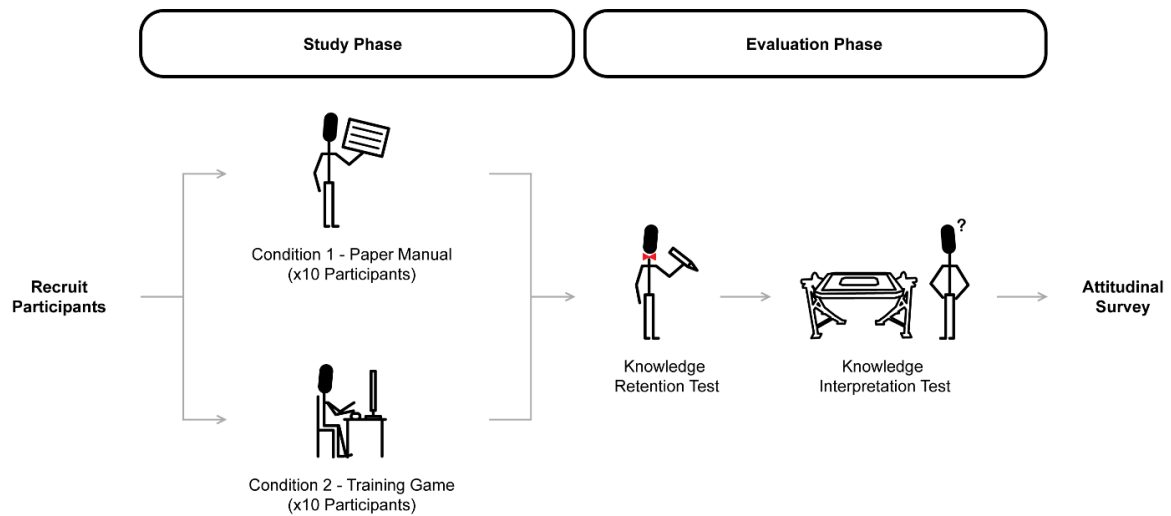 Study Phase
Evaluation Phase
Recruit
Participants
Condition 1 - Paper Manual
(x10 Participants)
Condition 2 - Training Game
(x10 Participants)
Knowledge
Retention Test
?
Knowledge
Interpretation Test
Attitudinal
Survey